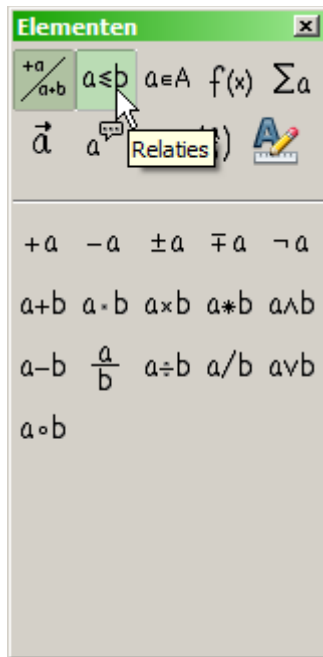 Elementen
+a/a+b a≤b a∈A f(x) Σa
a⃗ a
Relaties
+a −a ±a ∓a ¬a
a+b a·b a×b a∗b a∧b
a−b a/b a÷b a/b a∨b
a∘b